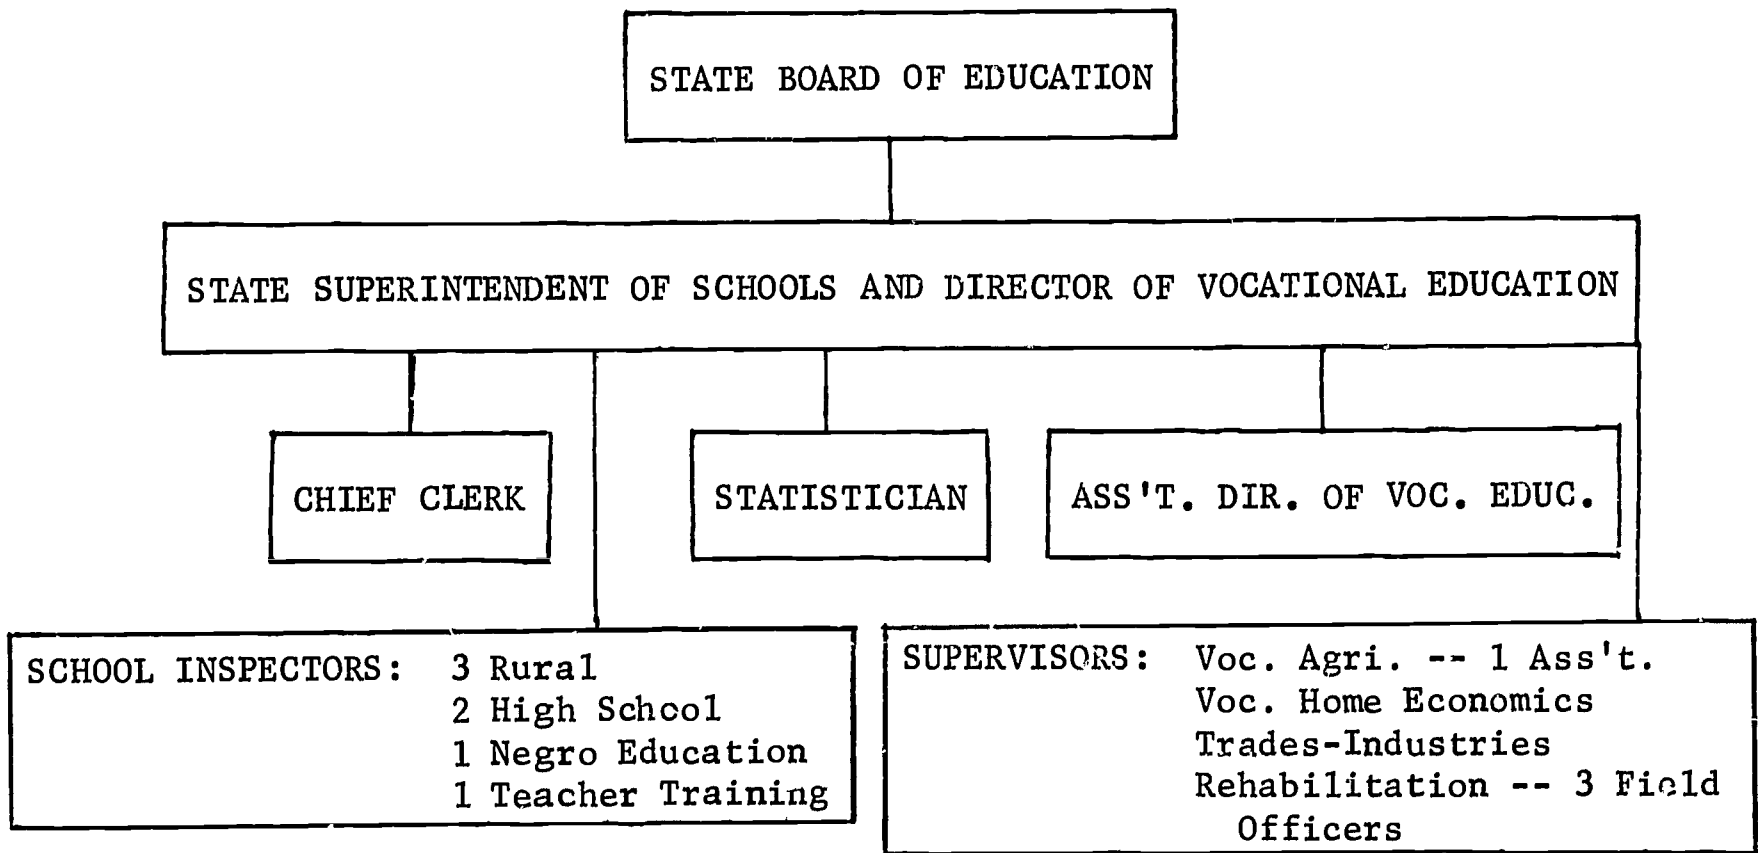 STATE BOARD OF EDUCATION
STATE SUPERINTENDENT OF SCHOOLS AND DIRECTOR OF VOCATIONAL EDUCATION
CHIEF CLERK
STATISTICIAN
ASS'T. DIR. OF VOC. EDUC.
SCHOOL INSPECTORS: 3 Rural
2 High School
1 Negro Education
1 Teacher Training
SUPERVISORS: Voc. Agri. -- 1 Ass't.
Voc. Home Economics
Trades-Industries
Rehabilitation -- 3 Field
Officers